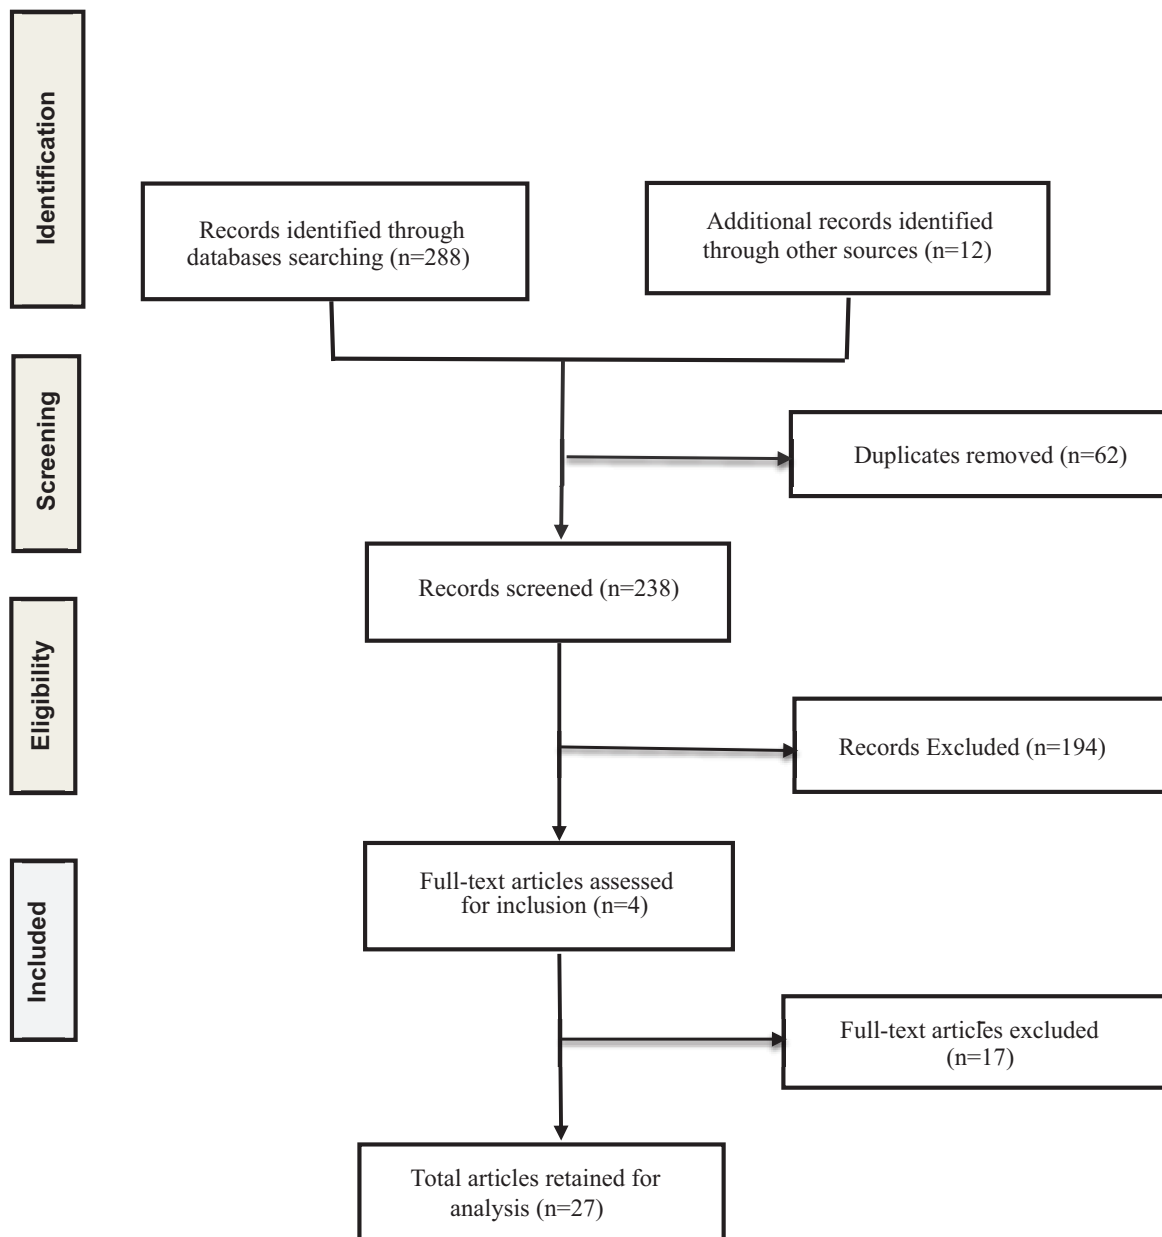 Identification
Records identified through
databases searching (n=288)
Additional records identified
through other sources (n=12)
Screening
Duplicates removed (n=62)
Records screened (n=238)
Eligibility
Records Excluded (n=194)
Full-text articles assessed
for inclusion (n=4)
Included
Full-text articles excluded
(n=17)
Total articles retained for
analysis (n=27)